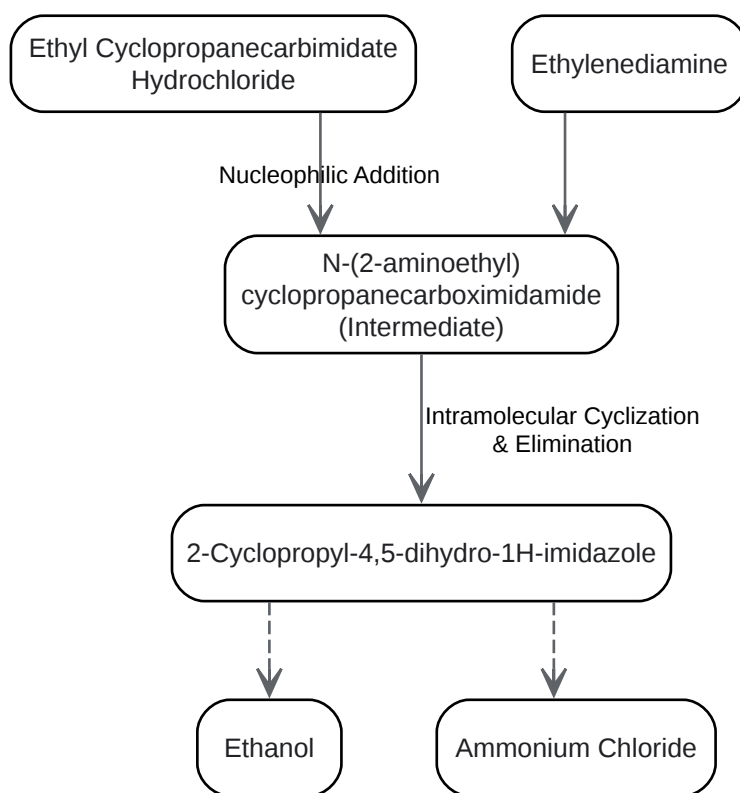 Ethyl Cyclopropanecarbimidate
Hydrochloride
Ethylenediamine
Nucleophilic Addition
N-(2-aminoethyl)
cyclopropanecarboximidamide
(Intermediate)
Intramolecular Cyclization
& Elimination
2-Cyclopropyl-4,5-dihydro-1H-imidazole
Ethanol
Ammonium Chloride